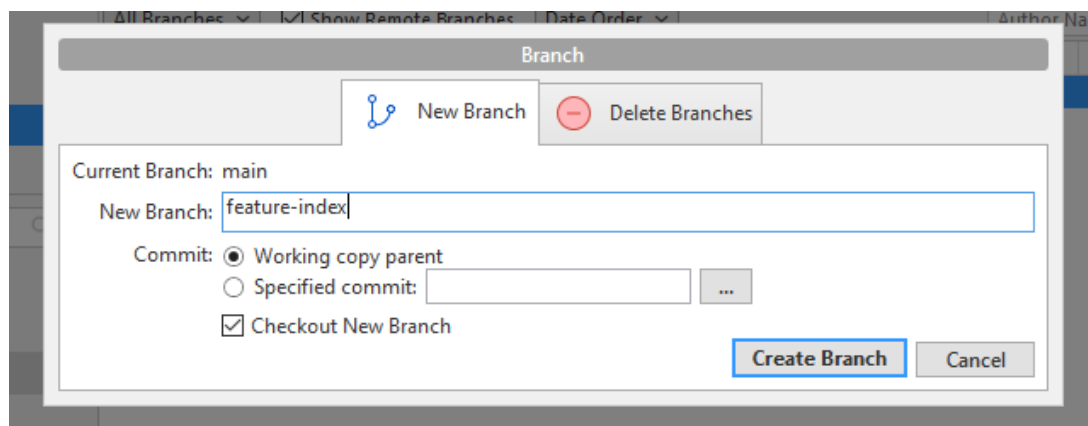 All Branches Show Remote Branches Date Order Author Na
Branch
New Branch Delete Branches
Current Branch: main
New Branch: feature-index
Commit: Working copy parent
Specified commit: ...
Checkout New Branch
Create Branch Cancel